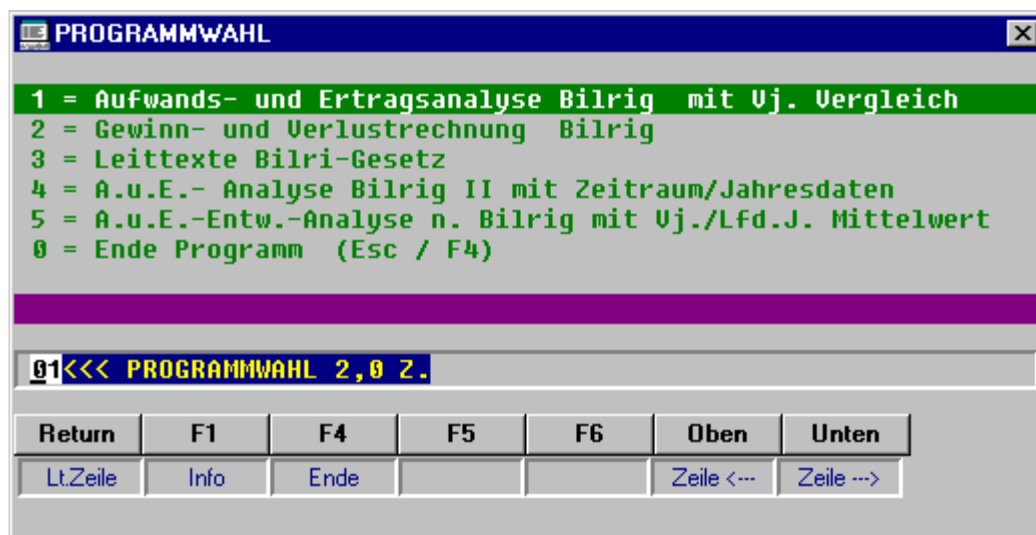 PROGRAMMWAHL
1 = Aufwands- und Ertragsanalyse Bilrig  mit Vj. Vergleich
2 = Gewinn- und Verlustrechnung  Bilrig
3 = Leittexte Bilri-Gesetz
4 = A.u.E.- Analyse Bilrig II mit Zeitraum/Jahresdaten
5 = A.u.E.-Entw.-Analyse n. Bilrig mit Vj./Lfd.J. Mittelwert
0 = Ende Programm  (Esc / F4)
01<<< PROGRAMMWAHL 2,0 Z.
Return F1 F4 F5 F6 Oben Unten
Lt.Zeile Info Ende Zeile <--- Zeile --->